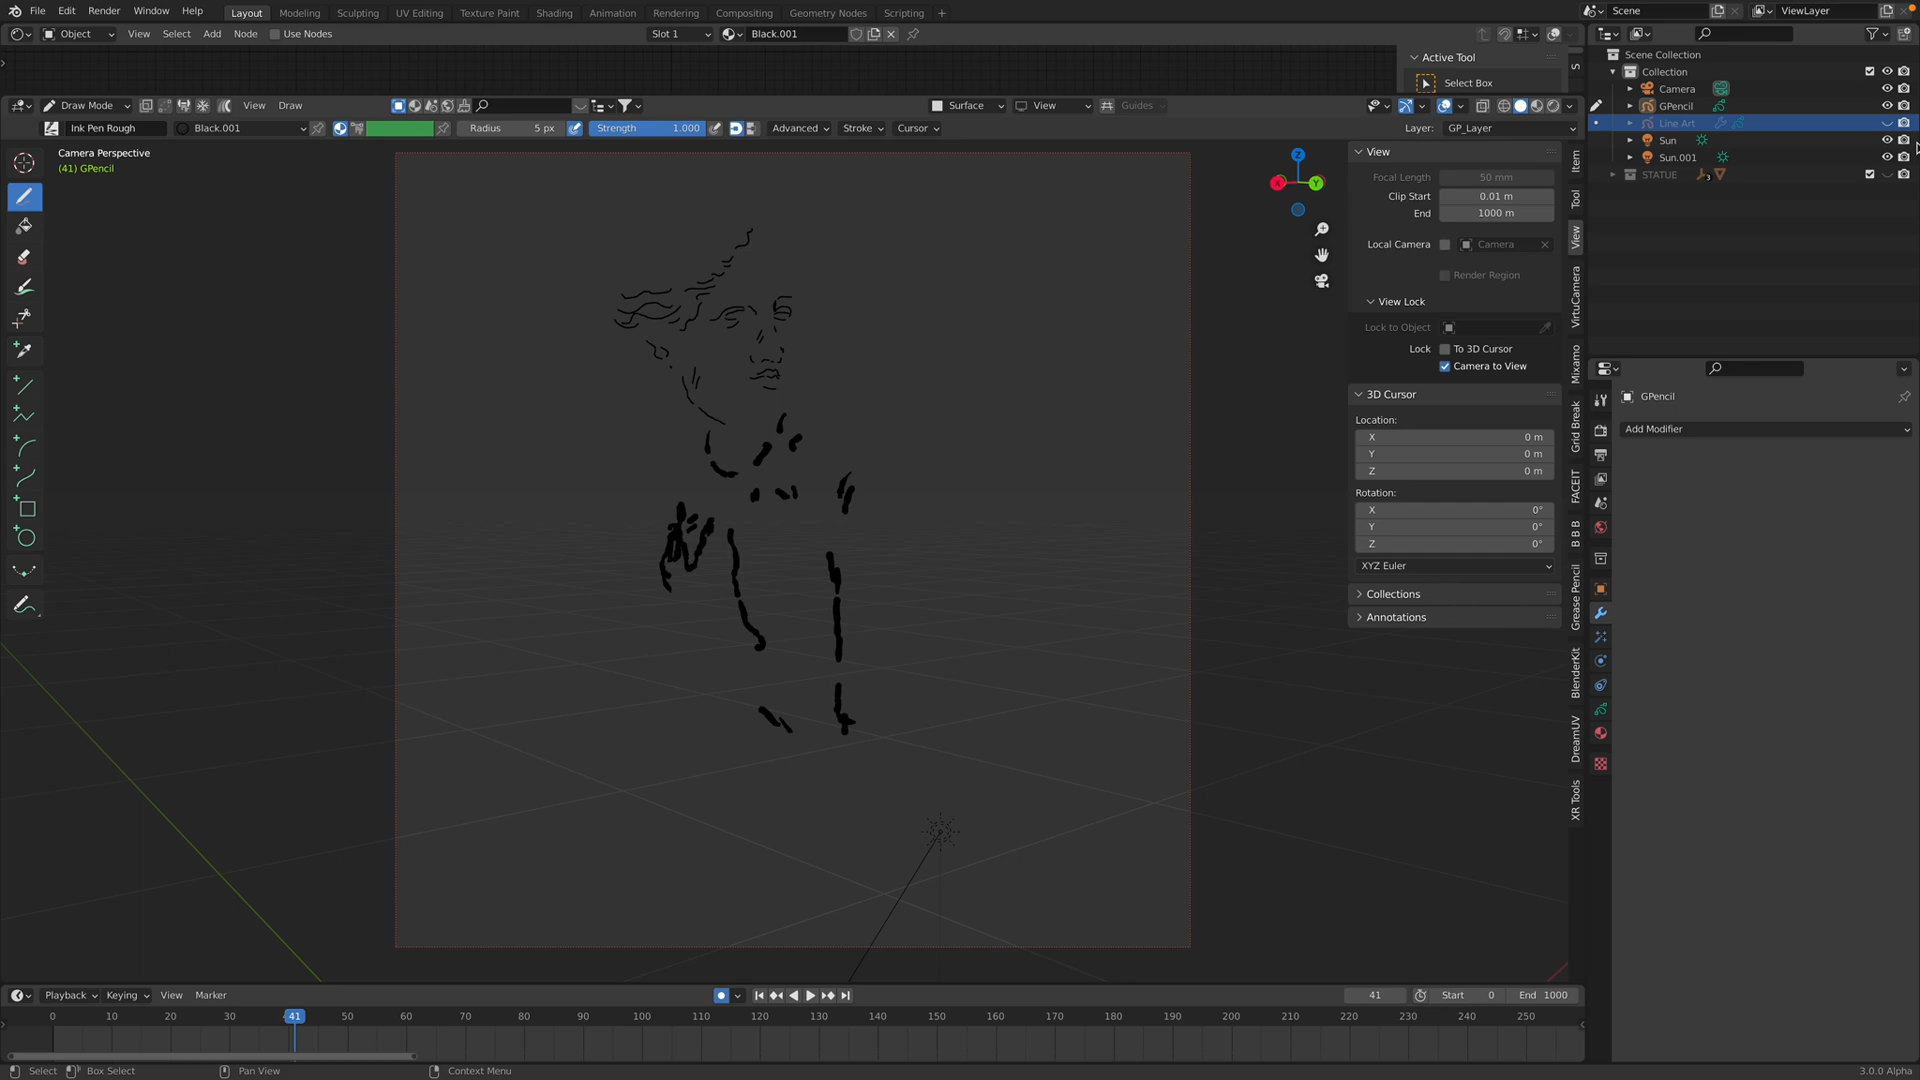 File Edit Render Window Help Layout Modeling Sculpting UV Editing Texture Paint Shading Animation Rendering Compositing Geometry Nodes Scripting + Scene ViewLayer
Object View Select Add Node Use Nodes Slot 1 Black.001
Scene Collection
Active Tool
Collection
Select Box
Camera
Draw Mode View Draw Surface View Guides
GPencil
Ink Pen Rough Black.001 Radius 5 px Strength 1.000 Advanced Stroke Cursor Layer: GP_Layer
Line Art
Sun
Sun.001
STATUE
Camera Perspective
(41) GPencil
View
Focal Length 50 mm
Clip Start 0.01 m
End 1000 m
Local Camera Camera
Render Region
View Lock
Lock to Object
Lock To 3D Cursor
Camera to View
3D Cursor
Location:
X 0 m
Y 0 m
Z 0 m
Rotation:
X 0°
Y 0°
Z 0°
XYZ Euler
Collections
Annotations
Z
X
Y
S
Item
Tool
View
VirtuCamera
Mixamo
Grid Break
FACEIT
B B B
Grease Pencil
BlenderKit
DreamUV
XR Tools
GPencil
Add Modifier
Playback Keying View Marker 41 Start 0 End 1000
0 10 20 30 41 50 60 70 80 90 100 110 120 130 140 150 160 170 180 190 200 210 220 230 240 250
Select Box Select Pan View Context Menu 3.0.0 Alpha